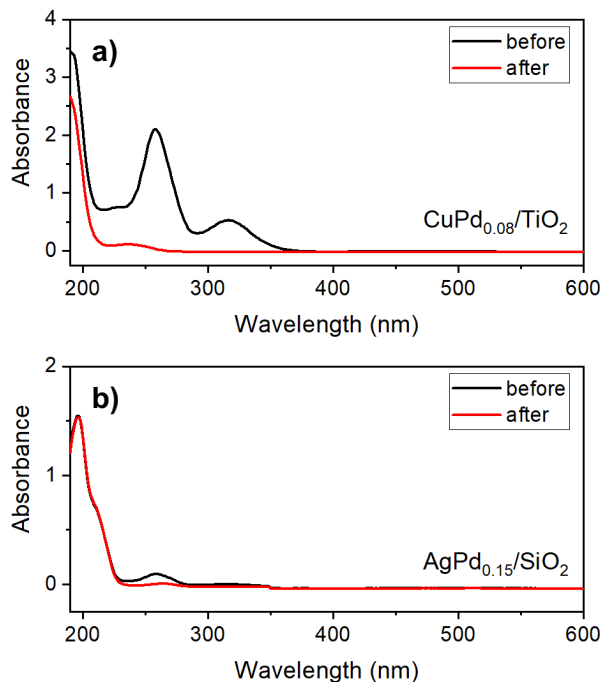 a)
before
after
4
3
2
1
0
Absorbance
CuPd₀.₀₈/TiO₂
200 300 400 500 600
Wavelength (nm)
b)
before
after
2
1
0
Absorbance
AgPd₀.₁₅/SiO₂
200 300 400 500 600
Wavelength (nm)